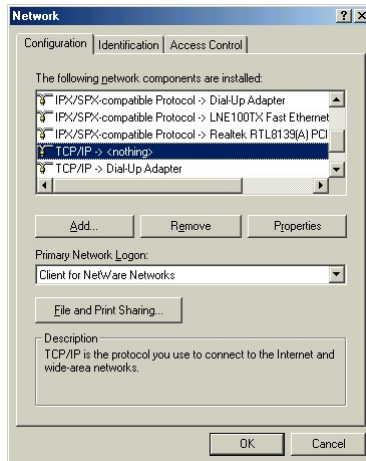 Network
Configuration Identification Access Control
The following network components are installed:
IPX/SPX-compatible Protocol -> Dial-Up Adapter
IPX/SPX-compatible Protocol -> LNE100TX Fast Ethernet
IPX/SPX-compatible Protocol -> Realtek RTL8139(A) PCI
TCP/IP -> <nothing>
TCP/IP -> Dial-Up Adapter
Add... Remove Properties
Primary Network Logon:
Client for NetWare Networks
File and Print Sharing...
Description
TCP/IP is the protocol you use to connect to the Internet and
wide-area networks.
OK Cancel